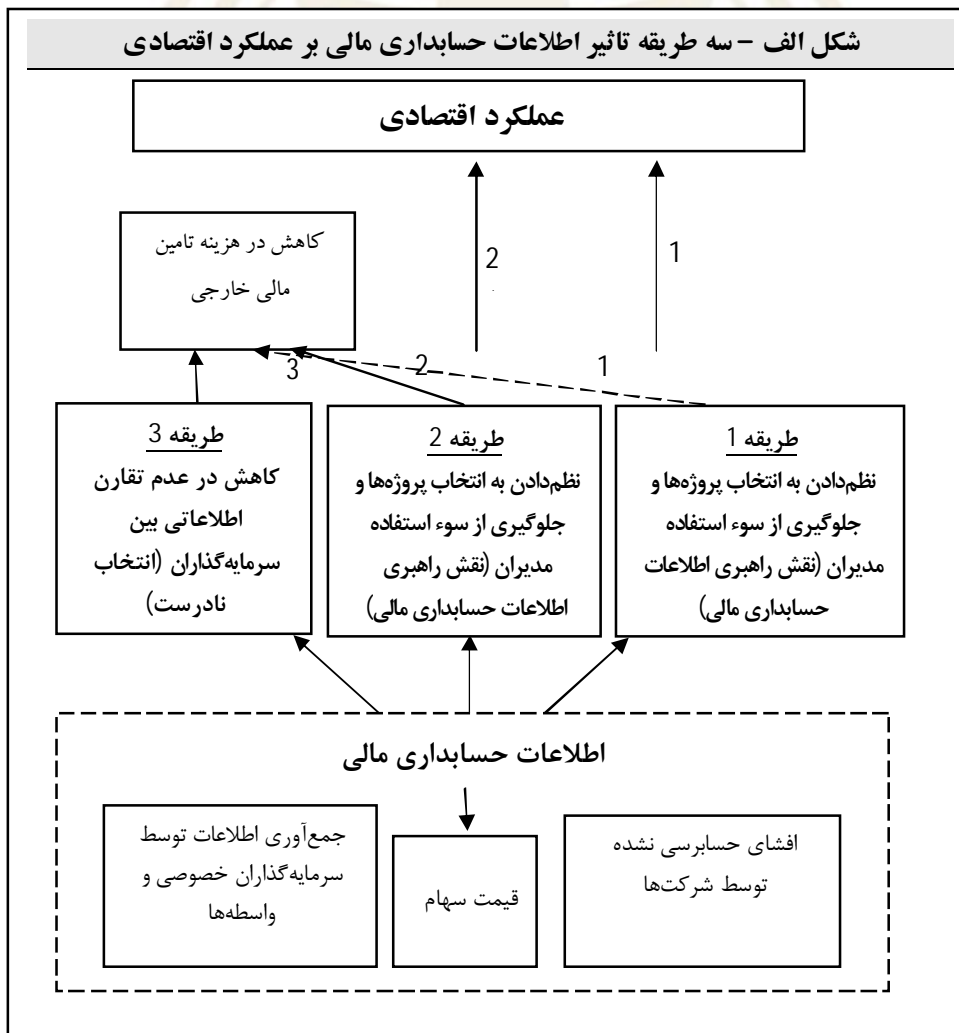 شکل الف – سه طریقه تاثیر اطلاعات حسابداری مالی بر عملکرد اقتصادی
عملکرد اقتصادی
کاهش در هزینه تامین
مالی خارجی
2
1
3
2
1
طریقه 1
نظم‌دادن به انتخاب پروژه‌ها و
جلوگیری از سوء استفاده
مدیران (نقش راهبری اطلاعات
حسابداری مالی)
طریقه 2
نظم‌دادن به انتخاب پروژه‌ها و
جلوگیری از سوء استفاده
مدیران (نقش راهبری
اطلاعات حسابداری مالی)
طریقه 3
کاهش در عدم تقارن
اطلاعاتی بین
سرمایه‌گذاران (انتخاب
نادرست)
اطلاعات حسابداری مالی
افشای حسابرسی نشده
توسط شرکت‌ها
قیمت سهام
جمع‌آوری اطلاعات توسط
سرمایه‌گذاران خصوصی و
واسطه‌ها